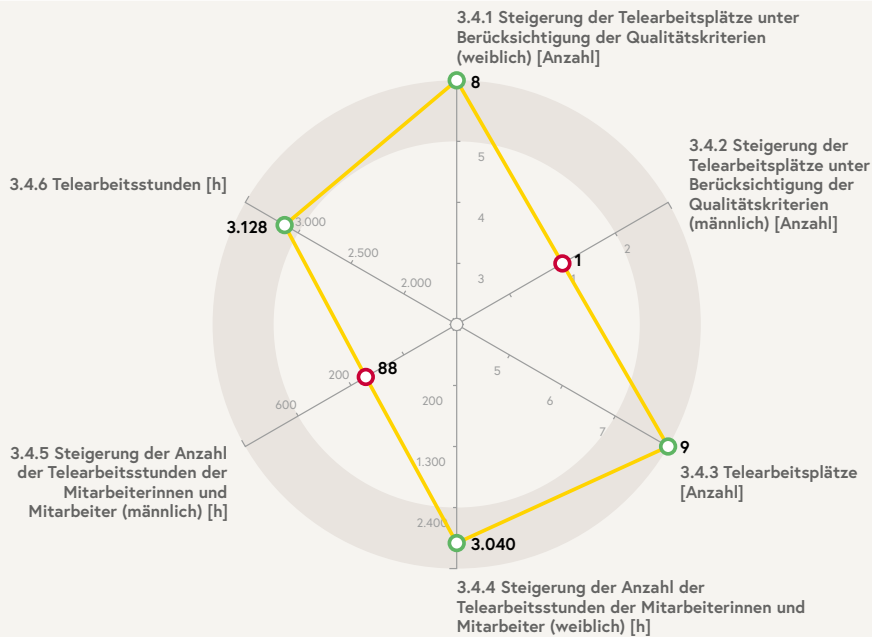 3.4.1 Steigerung der Telearbeitsplätze unter
Berücksichtigung der Qualitätskriterien
(weiblich) [Anzahl]
8
3.4.2 Steigerung der
Telearbeitsplätze unter
Berücksichtigung der
Qualitätskriterien
(männlich) [Anzahl]
5
4
3
2
1
1
3.4.6 Telearbeitsstunden [h]
3.128
3.000
2.500
2.000
5
6
7
9
3.4.3 Telearbeitsplätze
[Anzahl]
88
200
600
3.4.5 Steigerung der Anzahl
der Telearbeitsstunden der
Mitarbeiterinnen und
Mitarbeiter (männlich) [h]
200
1.300
2.400
3.040
3.4.4 Steigerung der Anzahl der
Telearbeitsstunden der Mitarbeiterinnen und
Mitarbeiter (weiblich) [h]